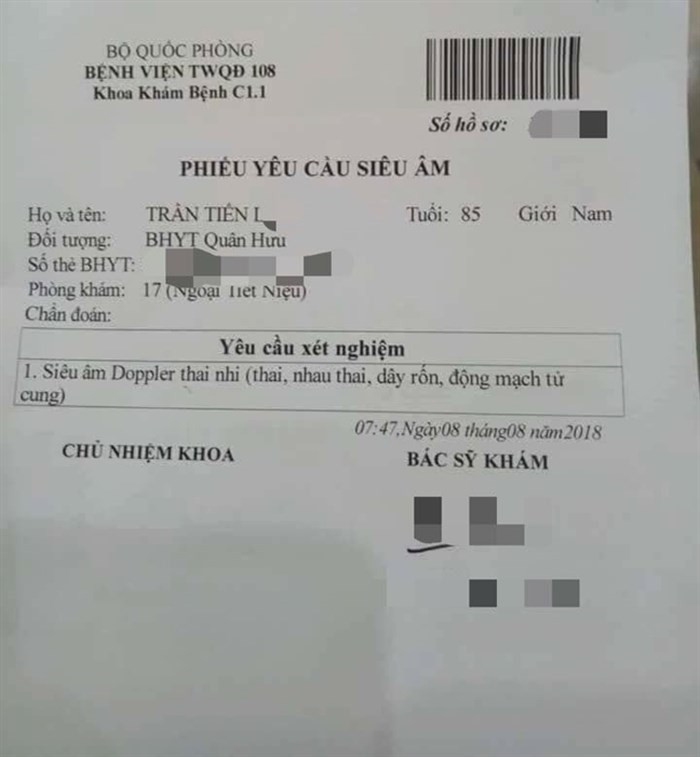 BỘ QUỐC PHÒNG
BỆNH VIỆN TWQĐ 108
Khoa Khám Bệnh C1.1
Số hồ sơ:
PHIẾU YÊU CẦU SIÊU ÂM
Họ và tên: TRẦN TIẾN L Tuổi: 85 Giới Nam
Đối tượng: BHYT Quân Hưu
Số thẻ BHYT:
Phòng khám: 17 (Ngoại Tiết Niệu)
Chẩn đoán:
Yêu cầu xét nghiệm
1. Siêu âm Doppler thai nhi (thai, nhau thai, dây rốn, động mạch tử
cung)
07:47,Ngày08 tháng08 năm2018
CHỦ NHIỆM KHOA BÁC SỸ KHÁM